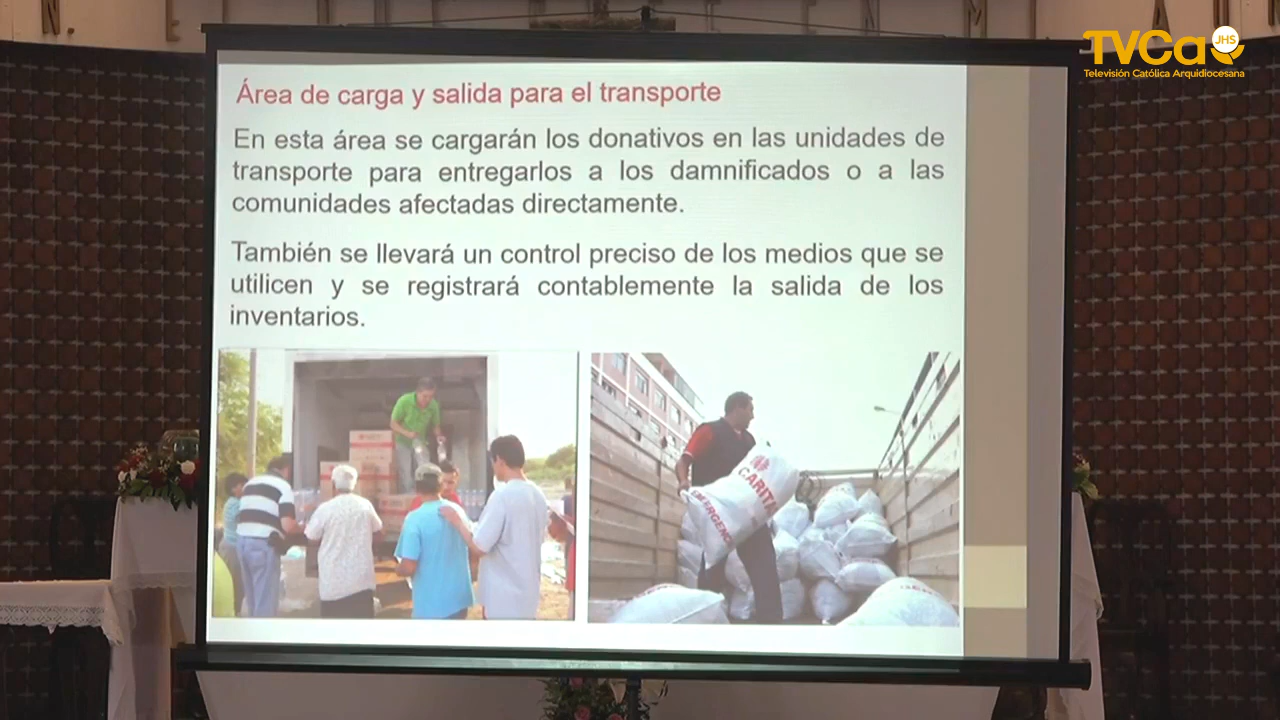 TVCa
JHS
Televisión Católica Arquidiocesana
Área de carga y salida para el transporte
En esta área se cargarán los donativos en las unidades de
transporte para entregarlos a los damnificados o a las
comunidades afectadas directamente.
También se llevará un control preciso de los medios que se
utilicen y se registrará contablemente la salida de los
inventarios.
CARITA
EMERGENC